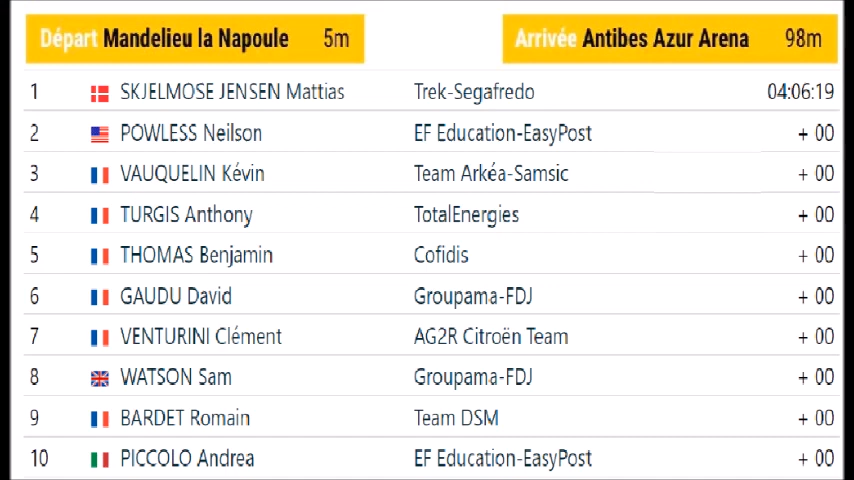 Départ Mandelieu la Napoule 5m Arrivée Antibes Azur Arena 98m
1 SKJELMOSE JENSEN Mattias Trek-Segafredo 04:06:19
2 POWLESS Neilson EF Education-EasyPost + 00
3 VAUQUELIN Kévin Team Arkéa-Samsic + 00
4 TURGIS Anthony TotalEnergies + 00
5 THOMAS Benjamin Cofidis + 00
6 GAUDU David Groupama-FDJ + 00
7 VENTURINI Clément AG2R Citroën Team + 00
8 WATSON Sam Groupama-FDJ + 00
9 BARDET Romain Team DSM + 00
10 PICCOLO Andrea EF Education-EasyPost + 00